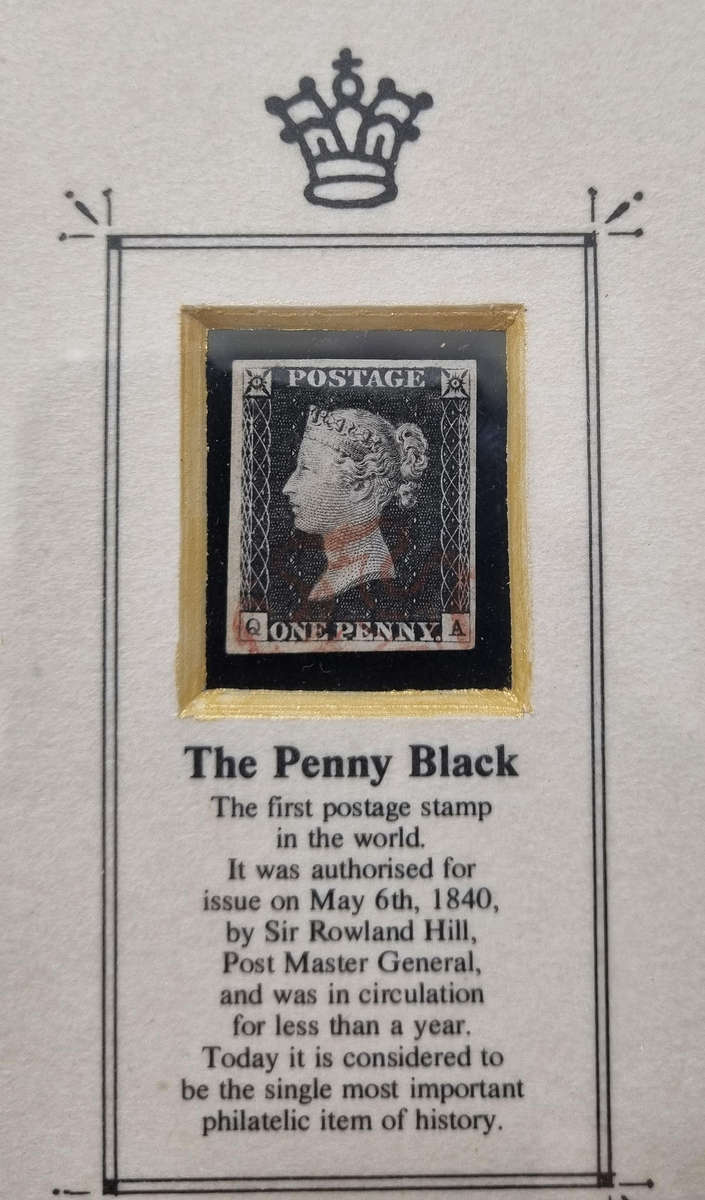 POSTAGE
Q ONE PENNY. A
The Penny Black
The first postage stamp
in the world.
It was authorised for
issue on May 6th, 1840,
by Sir Rowland Hill,
Post Master General,
and was in circulation
for less than a year.
Today it is considered to
be the single most important
philatelic item of history.